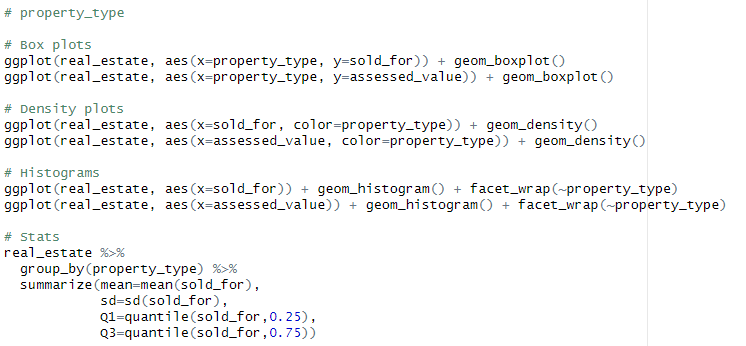 # property_type
# Box plots
ggplot(real_estate, aes(x=property_type, y=sold_for)) + geom_boxplot()
ggplot(real_estate, aes(x=property_type, y=assessed_value)) + geom_boxplot()
# Density plots
ggplot(real_estate, aes(x=sold_for, color=property_type)) + geom_density()
ggplot(real_estate, aes(x=assessed_value, color=property_type)) + geom_density()
# Histograms
ggplot(real_estate, aes(x=sold_for)) + geom_histogram() + facet_wrap(~property_type)
ggplot(real_estate, aes(x=assessed_value)) + geom_histogram() + facet_wrap(~property_type)
# Stats
real_estate %>%
  group_by(property_type) %>%
  summarize(mean=mean(sold_for),
            sd=sd(sold_for),
            Q1=quantile(sold_for,0.25),
            Q3=quantile(sold_for,0.75))